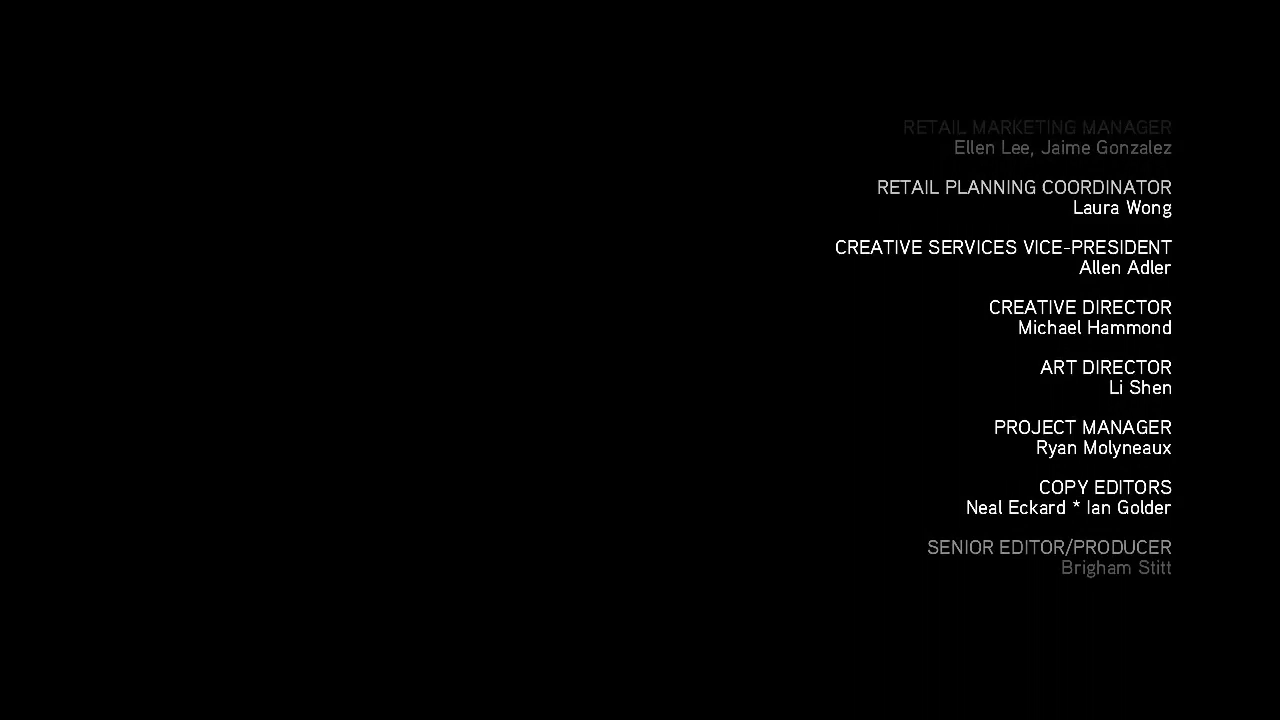 RETAIL MARKETING MANAGER
Ellen Lee, Jaime Gonzalez
RETAIL PLANNING COORDINATOR
Laura Wong
CREATIVE SERVICES VICE-PRESIDENT
Allen Adler
CREATIVE DIRECTOR
Michael Hammond
ART DIRECTOR
Li Shen
PROJECT MANAGER
Ryan Molyneaux
COPY EDITORS
Neal Eckard * Ian Golder
SENIOR EDITOR/PRODUCER
Brigham Stitt